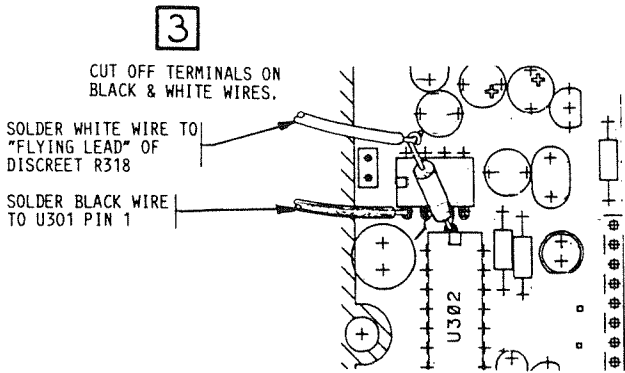 3
CUT OFF TERMINALS ON
BLACK & WHITE WIRES.
SOLDER WHITE WIRE TO
"FLYING LEAD" OF
DISCREET R318
SOLDER BLACK WIRE
TO U301 PIN 1
U302